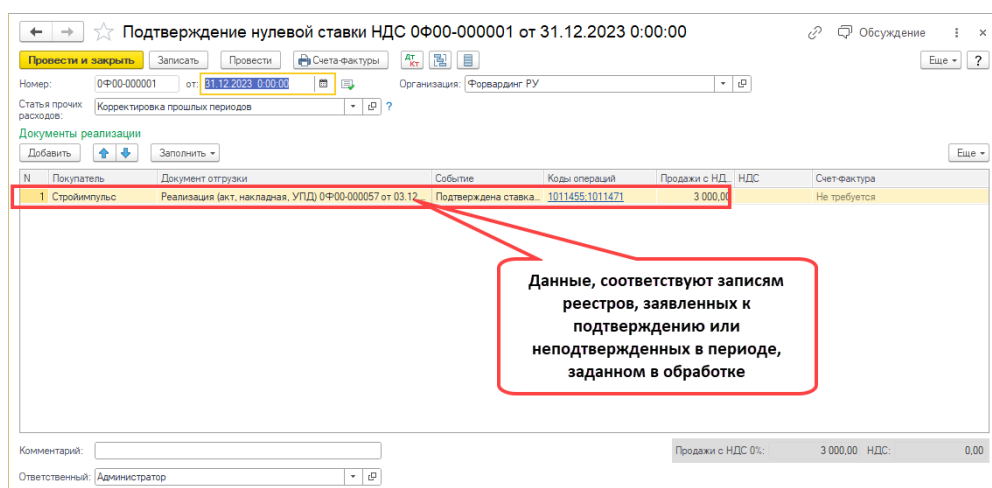 Подтверждение нулевой ставки НДС 0Ф00-000001 от 31.12.2023 0:00:00 Обсуждение
Провести и закрыть Записать Провести Счета-фактуры Дт Кт Еще ?
Номер: 0Ф00-000001 от: 31.12.2023 0:00:00 Организация: Форвардинг РУ
Статья прочих расходов: Корректировка прошлых периодов ?
Документы реализации
Добавить Заполнить Еще
N Покупатель Документ отгрузки Событие Коды операций Продажи с НД... НДС Счет-фактура
1 Стройимпульс Реализация (акт, накладная, УПД) 0Ф00-000057 от 03.12... Подтверждена ставка... 1011455;1011471 3 000,00 Не требуется
Данные, соответствуют записям
реестров, заявленных к
подтверждению или
неподтвержденных в периоде,
заданном в обработке
Комментарий: Продажи с НДС 0%: 3 000,00 НДС: 0,00
Ответственный: Администратор